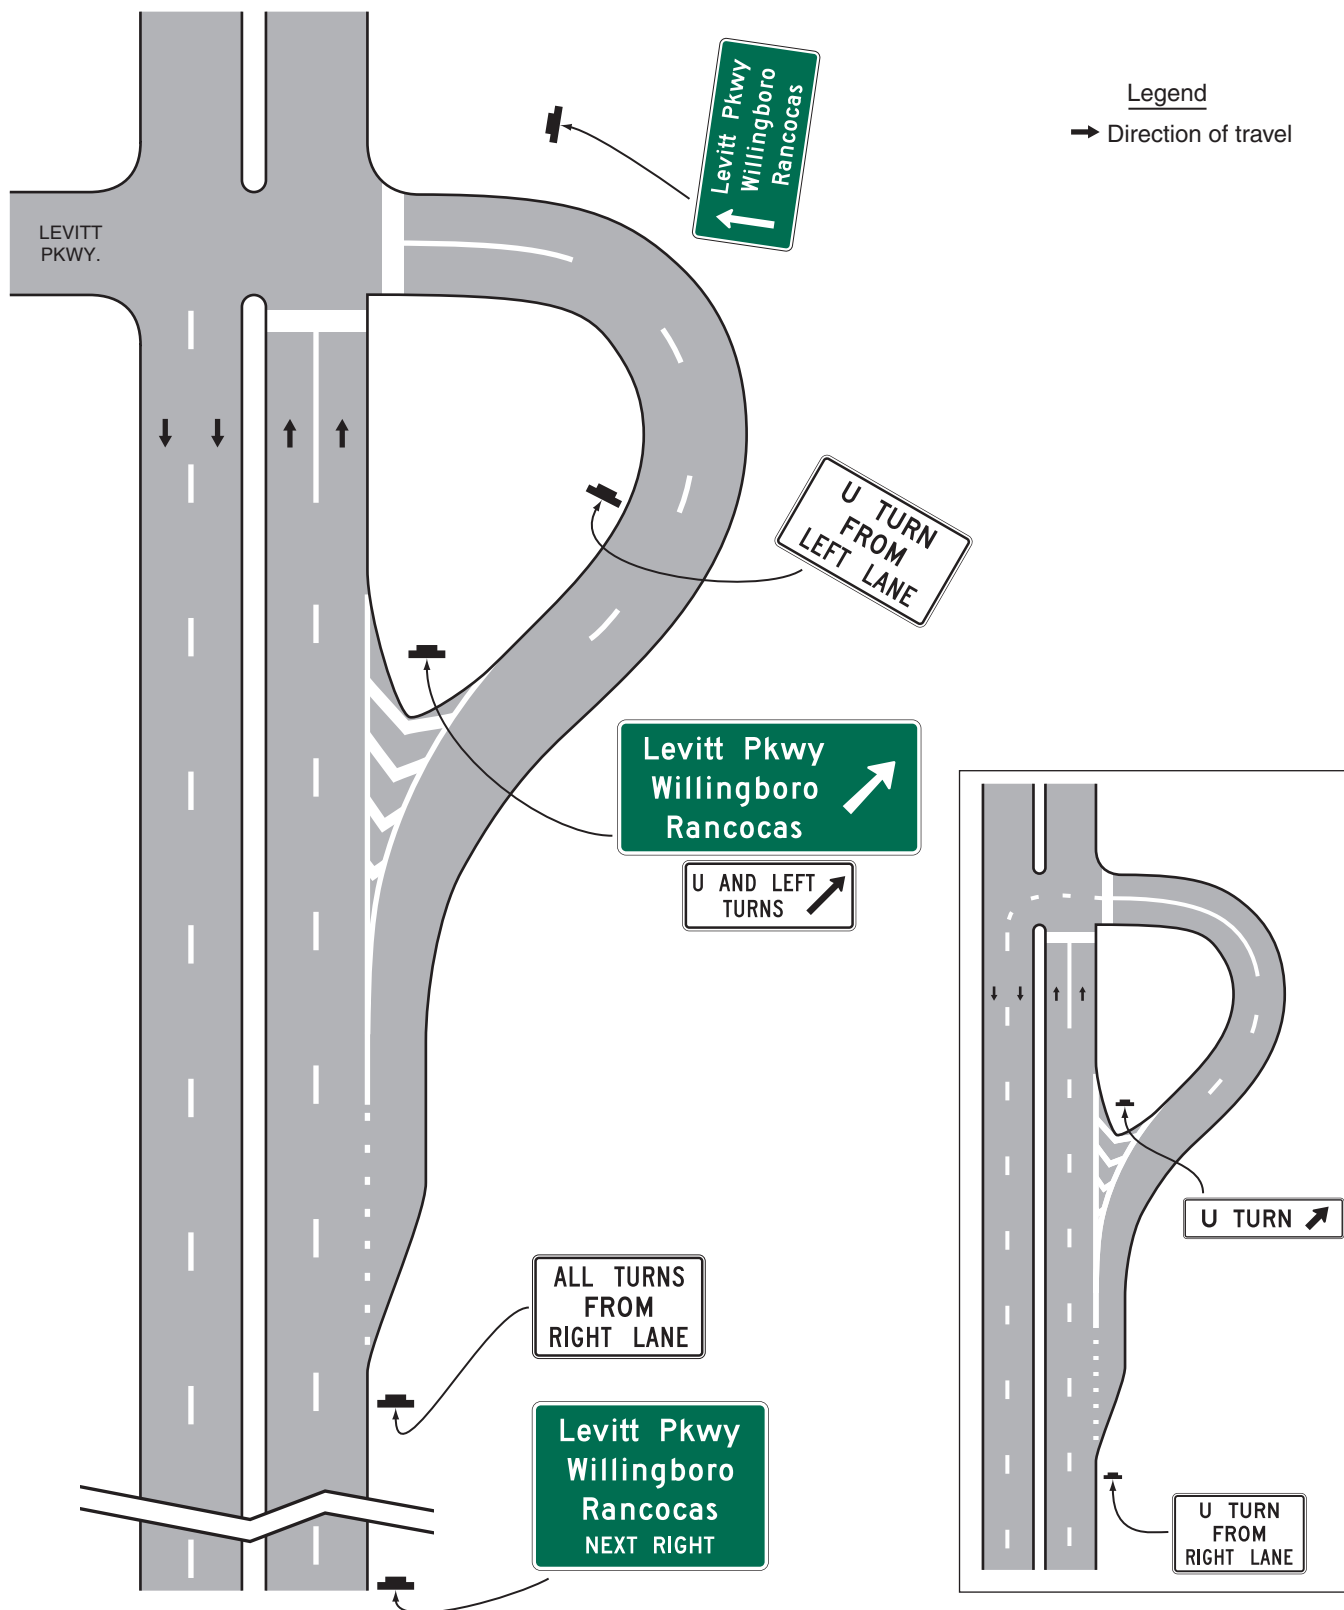 Levitt Pkwy
Willingboro
Rancocas
Legend
Direction of travel
LEVITT
PKWY.
U TURN
FROM
LEFT LANE
Levitt Pkwy
Willingboro
Rancocas
U AND LEFT
TURNS
U TURN
ALL TURNS
FROM
RIGHT LANE
Levitt Pkwy
Willingboro
Rancocas
NEXT RIGHT
U TURN
FROM
RIGHT LANE